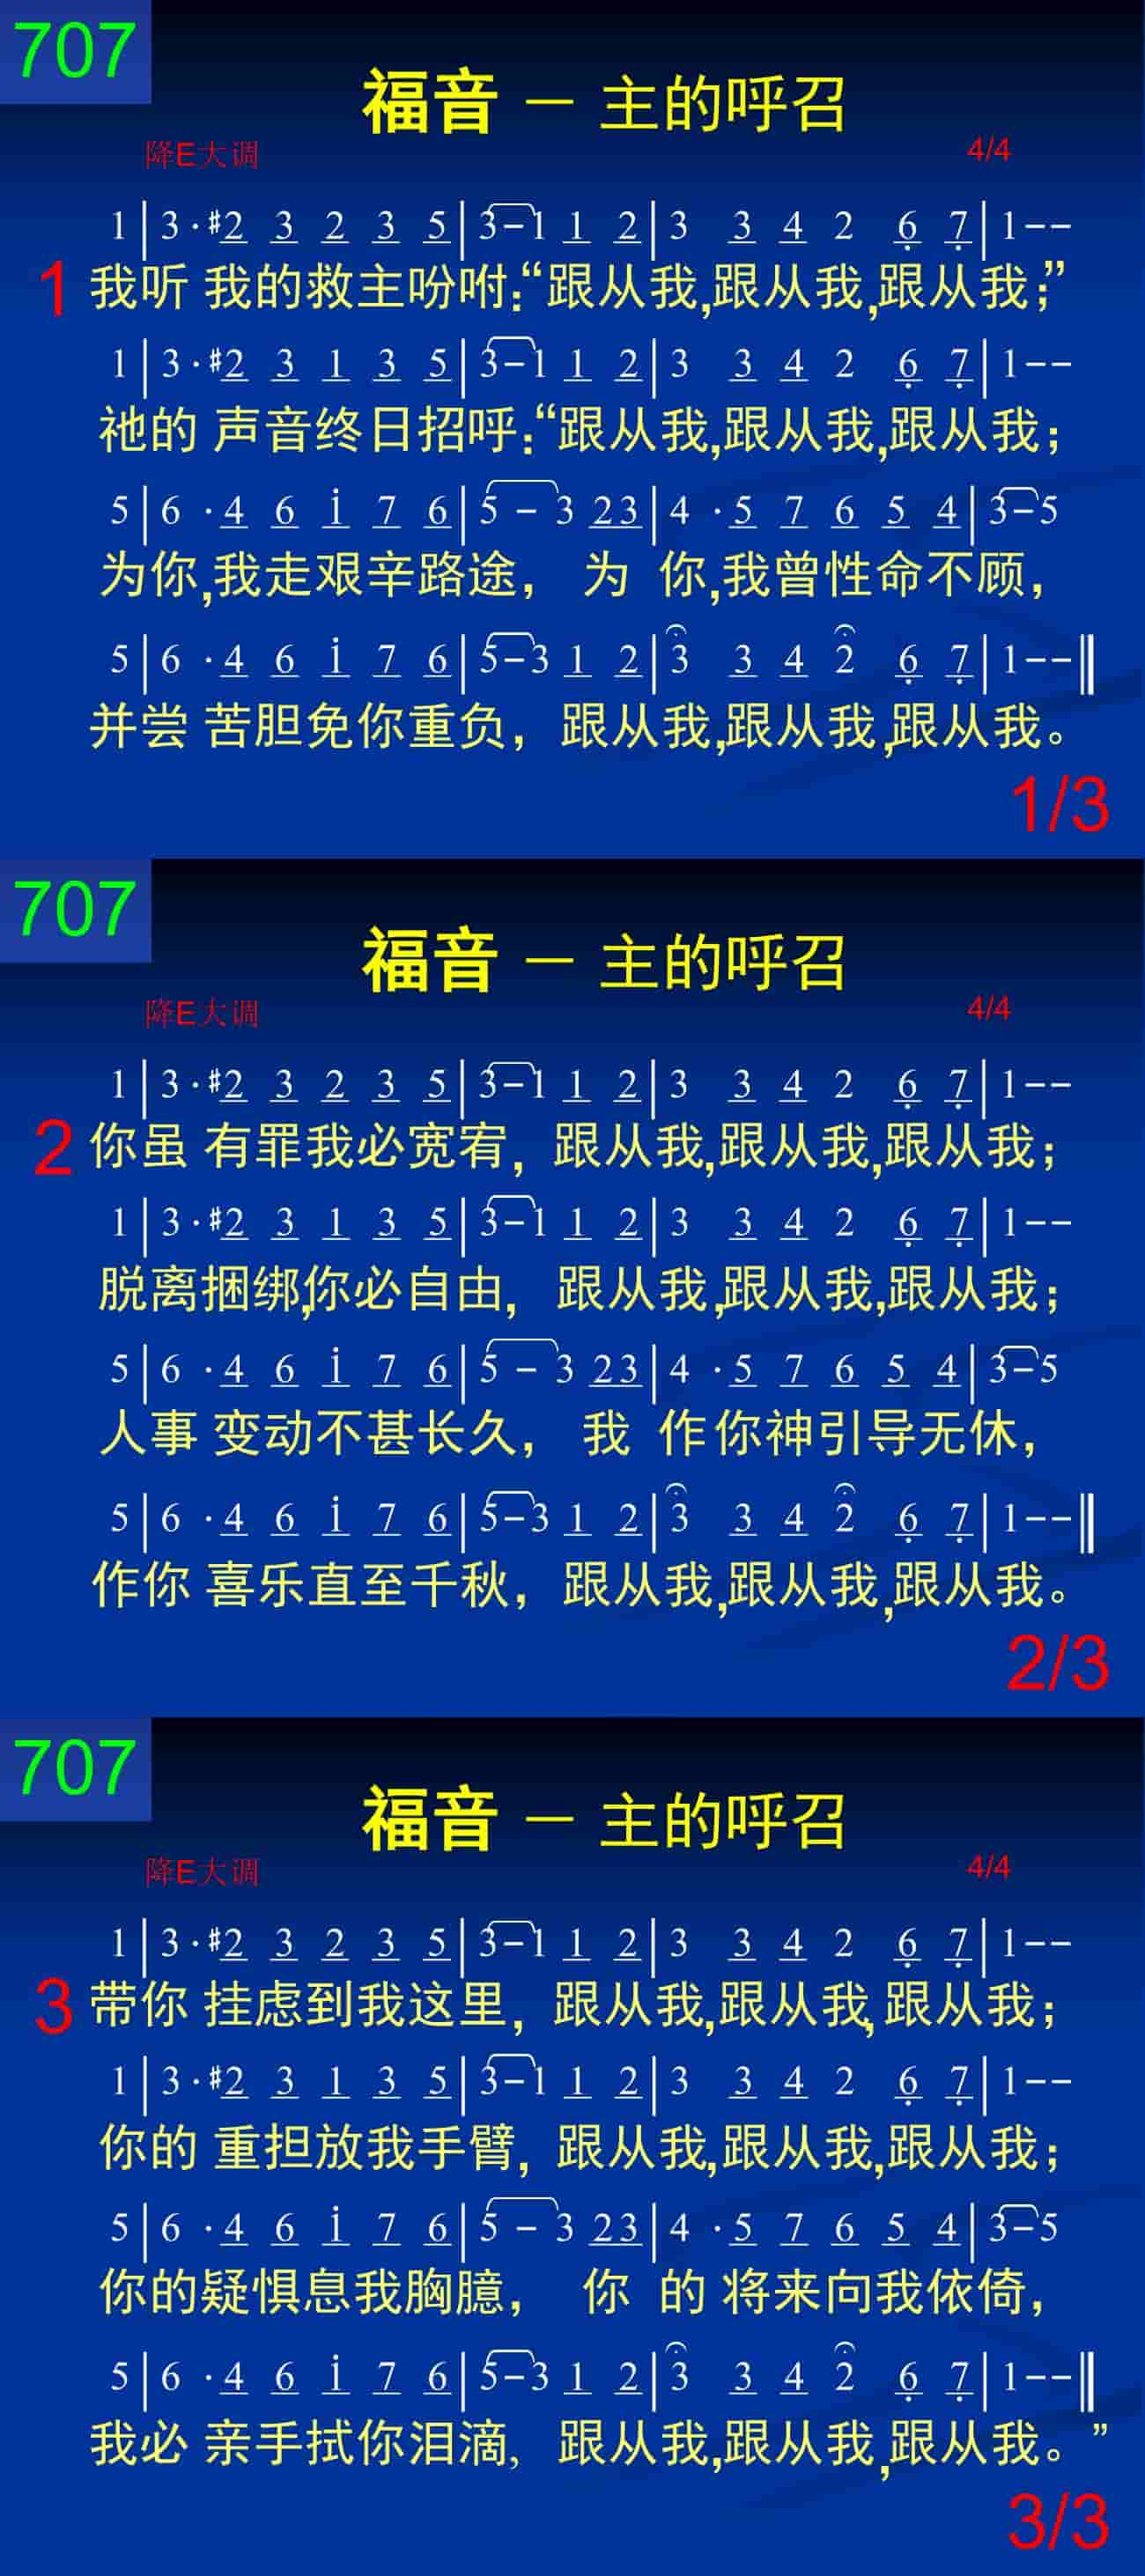 707
福音 — 主的呼召
降E大调 4/4
1|3·#2 3 2 3 5|3-1 1 2|3 3 4 2 6̣ 7̣|1--
1 我听 我的救主吩咐:“跟从我,跟从我,跟从我;”
1|3·#2 3 1 3 5|3-1 1 2|3 3 4 2 6̣ 7̣|1--
祂的 声音终日招呼:“跟从我,跟从我,跟从我;
5|6·4 6 i 7 6|5 - 3 23|4·5 7 6 5 4|3-5
为你,我走艰辛路途, 为 你,我曾性命不顾,
5|6·4 6 i 7 6|5-3 1 2|3 3 4 2 6̣ 7̣|1--‖
并尝 苦胆免你重负, 跟从我,跟从我,跟从我。
1/3
707
福音 — 主的呼召
降E大调 4/4
1|3·#2 3 2 3 5|3-1 1 2|3 3 4 2 6̣ 7̣|1--
2 你虽 有罪我必宽宥, 跟从我,跟从我,跟从我;
1|3·#2 3 1 3 5|3-1 1 2|3 3 4 2 6̣ 7̣|1--
脱离捆绑,你必自由, 跟从我,跟从我,跟从我;
5|6·4 6 i 7 6|5 - 3 23|4·5 7 6 5 4|3-5
人事 变动不甚长久, 我 作你神引导无休,
5|6·4 6 i 7 6|5-3 1 2|3 3 4 2 6̣ 7̣|1--‖
作你 喜乐直至千秋, 跟从我,跟从我,跟从我。
2/3
707
福音 — 主的呼召
降E大调 4/4
1|3·#2 3 2 3 5|3-1 1 2|3 3 4 2 6̣ 7̣|1--
3 带你 挂虑到我这里, 跟从我,跟从我,跟从我;
1|3·#2 3 1 3 5|3-1 1 2|3 3 4 2 6̣ 7̣|1--
你的 重担放我手臂, 跟从我,跟从我,跟从我;
5|6·4 6 i 7 6|5 - 3 23|4·5 7 6 5 4|3-5
你的疑惧息我胸臆, 你 的 将来向我依倚,
5|6·4 6 i 7 6|5-3 1 2|3 3 4 2 6̣ 7̣|1--‖
我必 亲手拭你泪滴, 跟从我,跟从我,跟从我。”
3/3